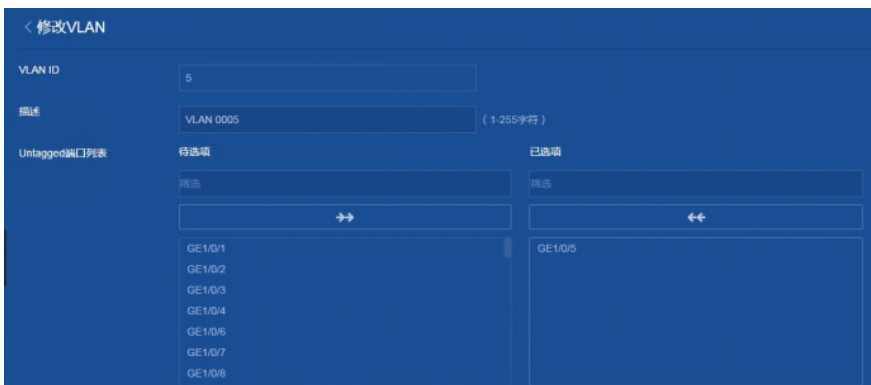 < 修改VLAN
VLAN ID
5
描述
VLAN 0005
(1-255字符)
Untagged端口列表
待选项
已选项
筛选
筛选
GE1/0/1
GE1/0/5
GE1/0/2
GE1/0/3
GE1/0/4
GE1/0/6
GE1/0/7
GE1/0/8